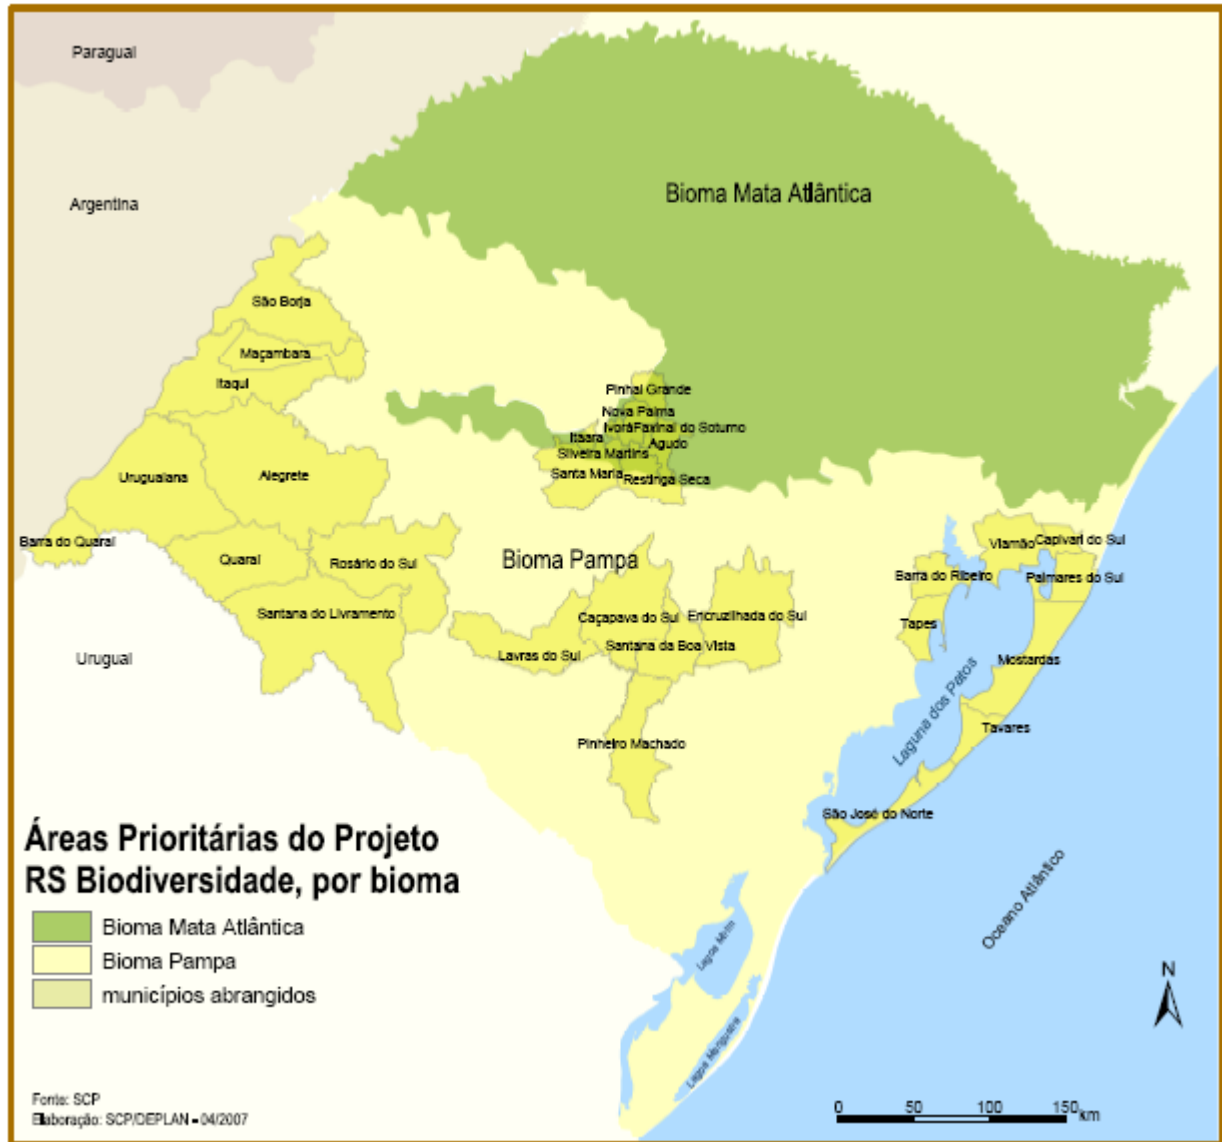 Paraguai
Bioma Mata Atlântica
Argentina
São Borja
Maçambara
Itaqui
Pinhal Grande
Nova Palma
Ivorá Faxinal do Soturno
Itaara
Agudo
Silveira Martins
Santa Maria
Restinga Seca
Uruguaiana
Alegrete
Barra do Quaraí
Quaraí
Rosário do Sul
Bioma Pampa
Viamão
Capivari do Sul
Barra do Ribeiro
Palmares do Sul
Santana do Livramento
Caçapava do Sul
Encruzilhada do Sul
Tapes
Uruguai
Lavras do Sul
Santana da Boa Vista
Mostardas
Laguna dos Patos
Tavares
Pinheiro Machado
São José do Norte
Áreas Prioritárias do Projeto
RS Biodiversidade, por bioma
Bioma Mata Atlântica
Bioma Pampa
municípios abrangidos
Oceano Atlântico
Lagoa Mirim
Lagoa Mangueira
N
Fonte: SCP
Elaboração: SCP/DEPLAN - 04/2007
0 50 100 150 km